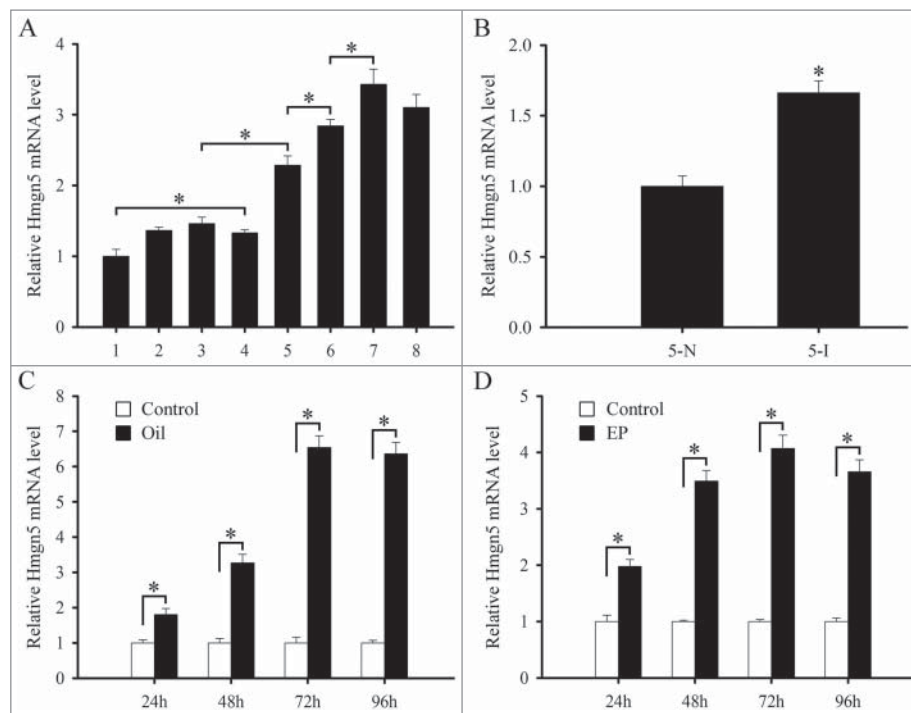 A
Relative Hmgn5 mRNA level
4
3
2
1
0
*
*
*
*
1 2 3 4 5 6 7 8
B
Relative Hmgn5 mRNA level
2.0
1.5
1.0
0.5
0.0
*
5-N 5-I
C
Relative Hmgn5 mRNA level
8
7
6
5
4
3
2
1
0
Control
Oil
*
*
*
*
24h 48h 72h 96h
D
Relative Hmgn5 mRNA level
5
4
3
2
1
0
Control
EP
*
*
*
*
24h 48h 72h 96h